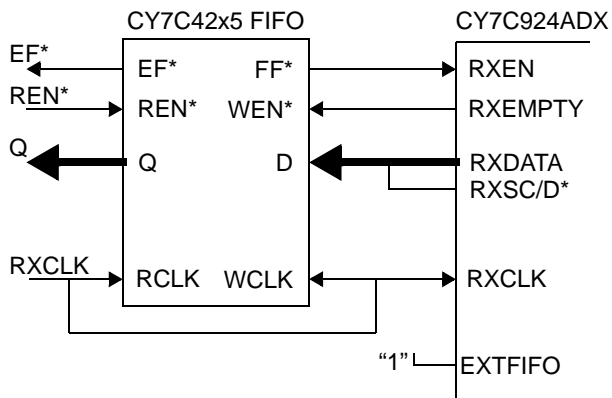 CY7C42x5 FIFO CY7C924ADX
EF* EF* FF* RXEN
REN* REN* WEN* RXEMPTY
Q Q D RXDATA
RXSC/D*
RXCLK RCLK WCLK RXCLK
“1” EXTFIFO